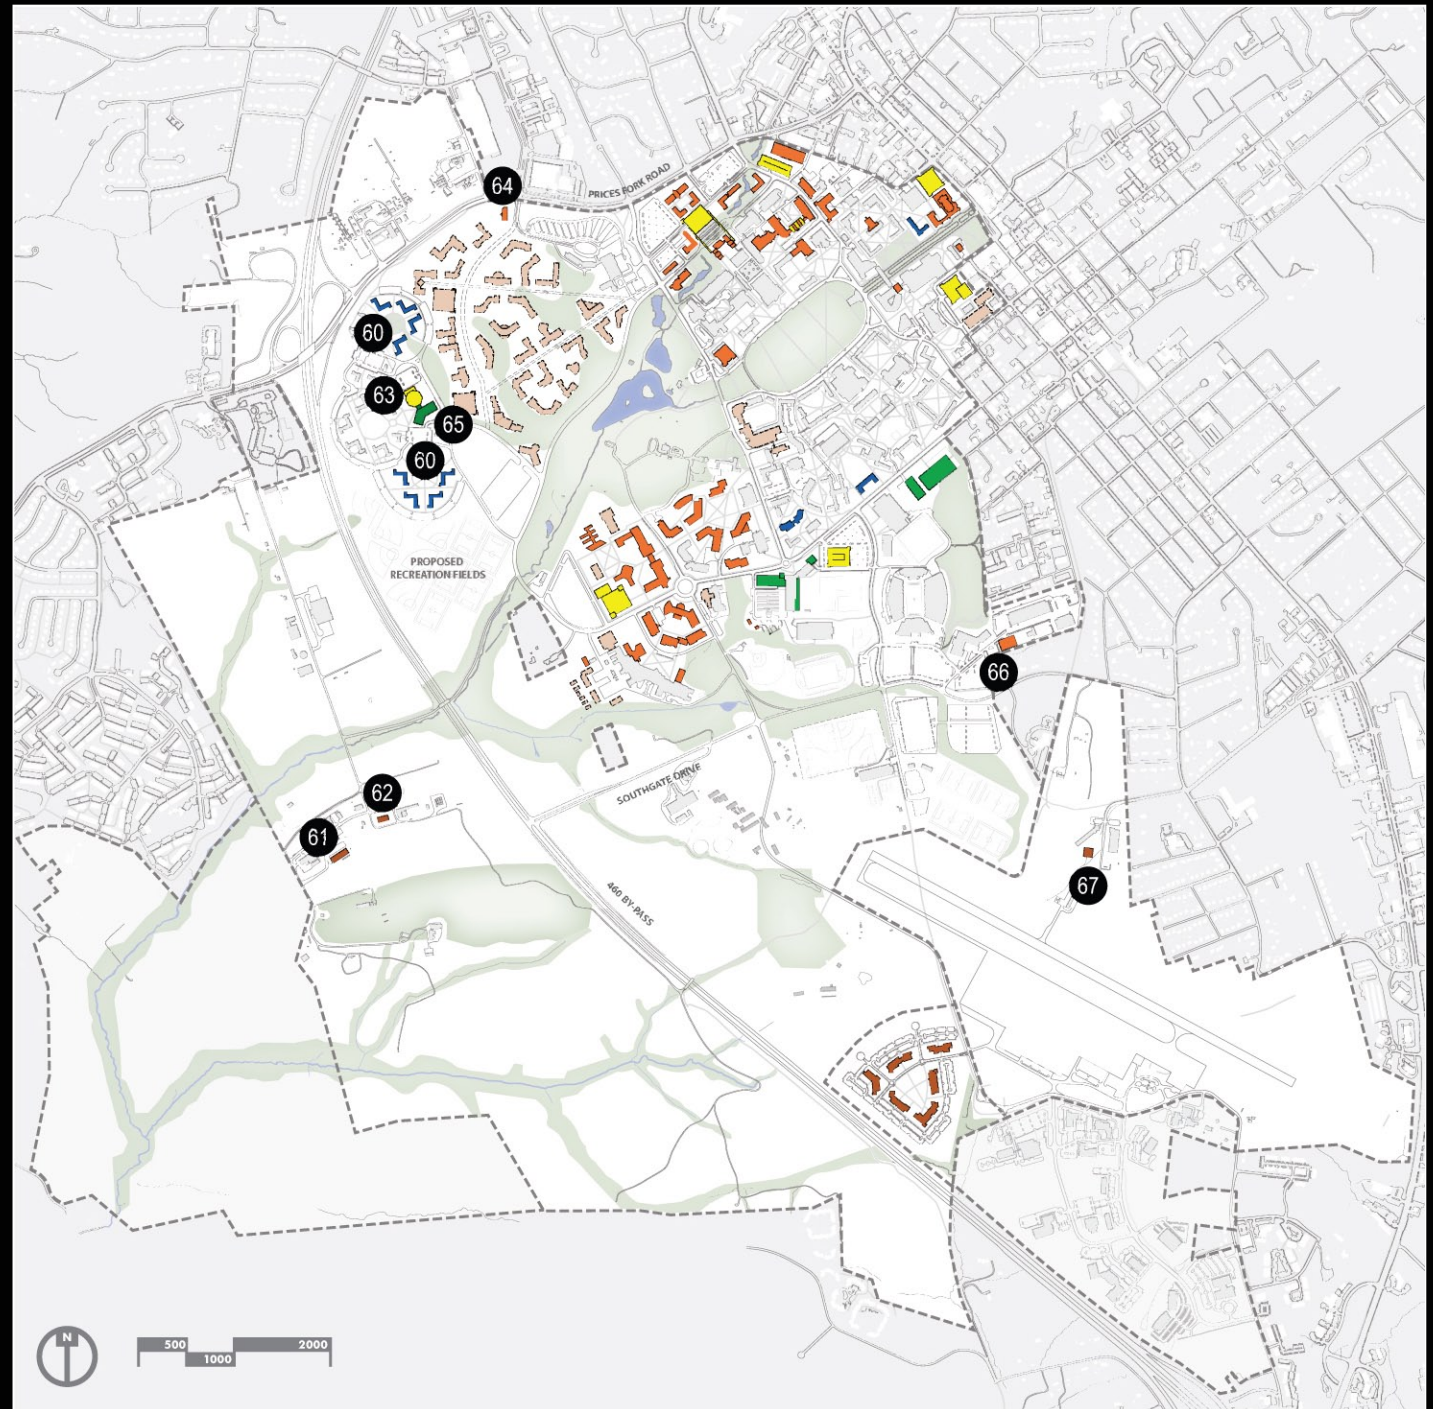 64
PRICES FORK ROAD
60
63
65
60
PROPOSED
RECREATION FIELDS
66
62
SOUTHGATE DRIVE
61
67
460 BY-PASS
N
500
2000
1000